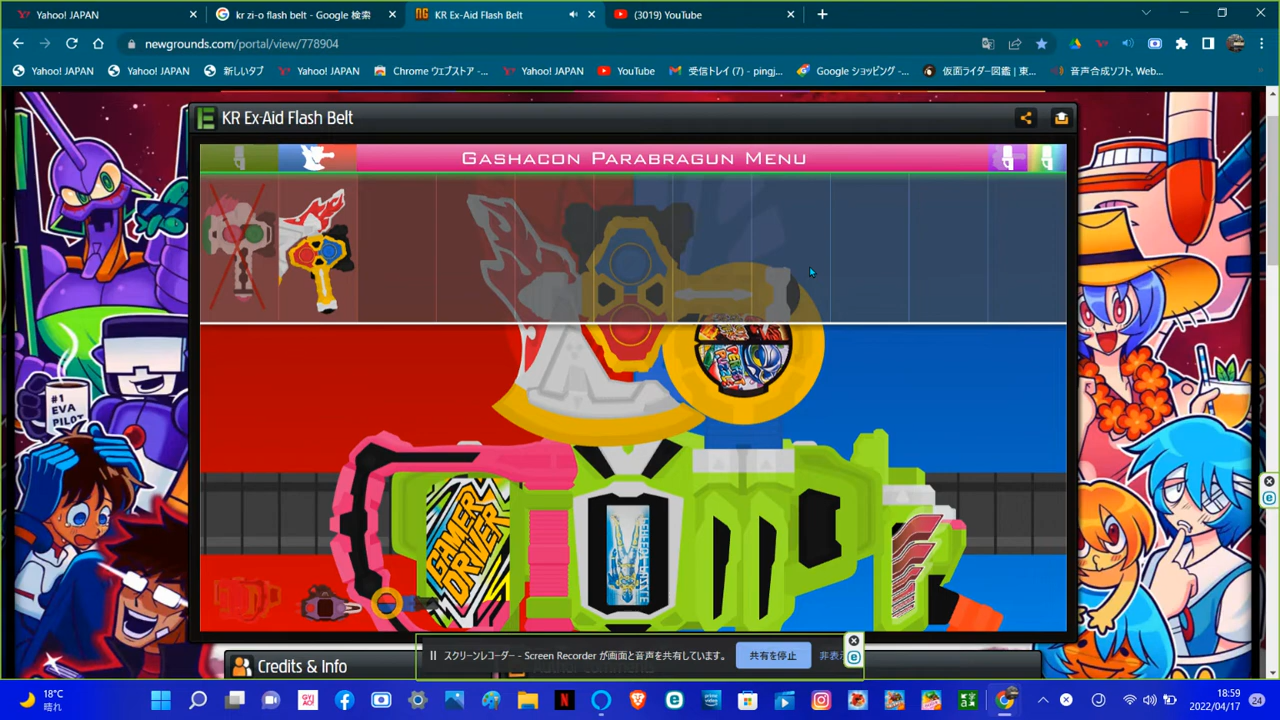 Yahoo! JAPAN
kr zi-o flash belt - Google 検索
KR Ex-Aid Flash Belt
(3019) YouTube
newgrounds.com/portal/view/778904
Yahoo! JAPAN
Yahoo! JAPAN
新しいタブ
Yahoo! JAPAN
Chrome ウェブストア - ...
Yahoo! JAPAN
YouTube
受信トレイ (7) - pingj...
Google ショッピング - ...
仮面ライダー図鑑 | 東...
音声合成ソフト, Web...
KR Ex-Aid Flash Belt
GASHACON PARABRAGUN MENU
#1
EVA
PILOT
PERFECT
PUZZLE
GAMER
DRIVER
PERFECT PUZZLE
スクリーンレコーダー - Screen Recorder が画面と音声を共有しています。
共有を停止
非表示
Credits & Info
18°C
晴れ
18:59
2022/04/17
24